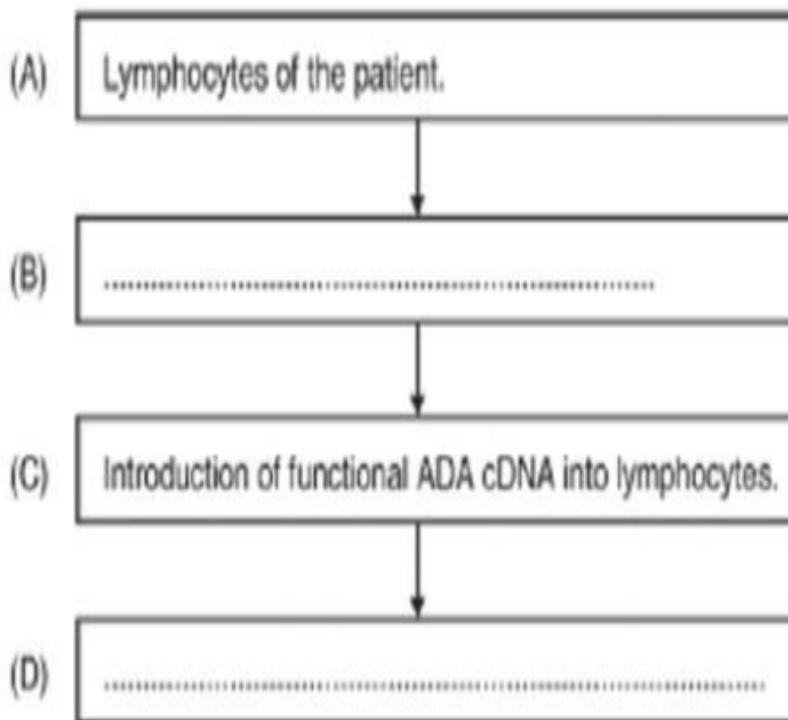 (A) Lymphocytes of the patient.
(B) ................................................................
(C) Introduction of functional ADA cDNA into lymphocytes.
(D) ................................................................